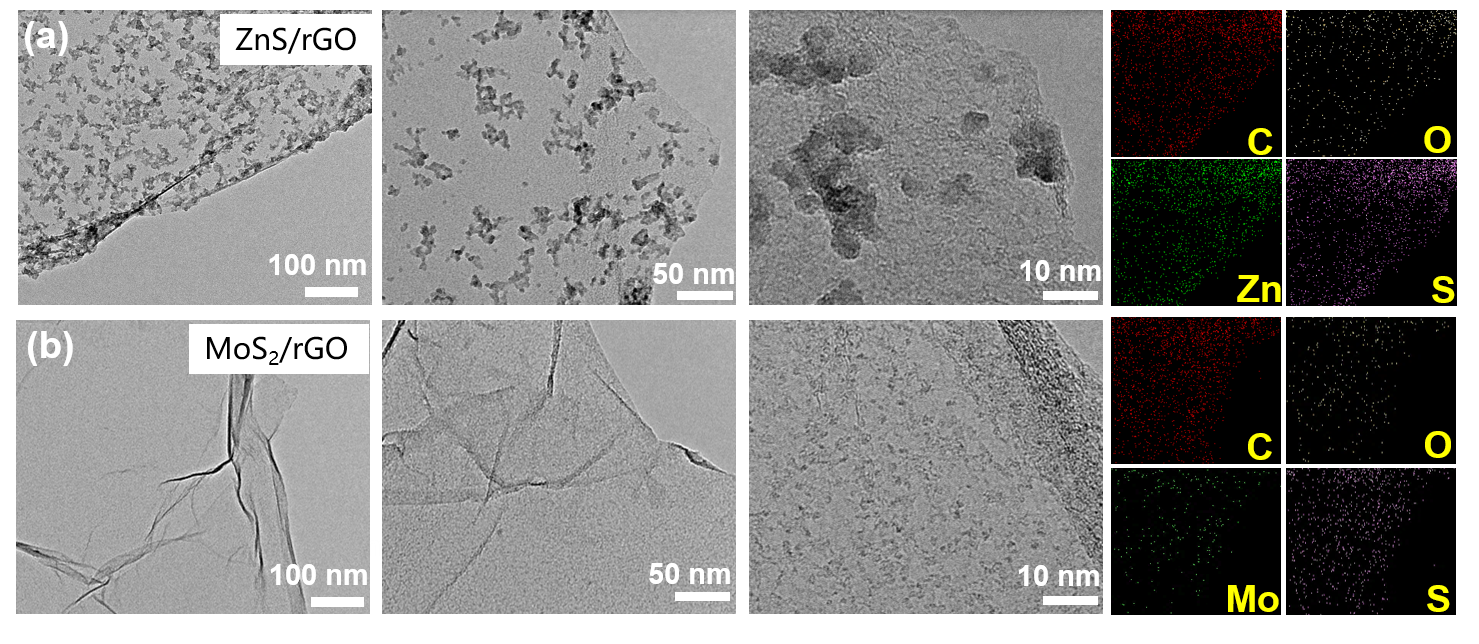 (a)
ZnS/rGO
100 nm
50 nm
10 nm
C
O
Zn
S
(b)
MoS₂/rGO
100 nm
50 nm
10 nm
C
O
Mo
S